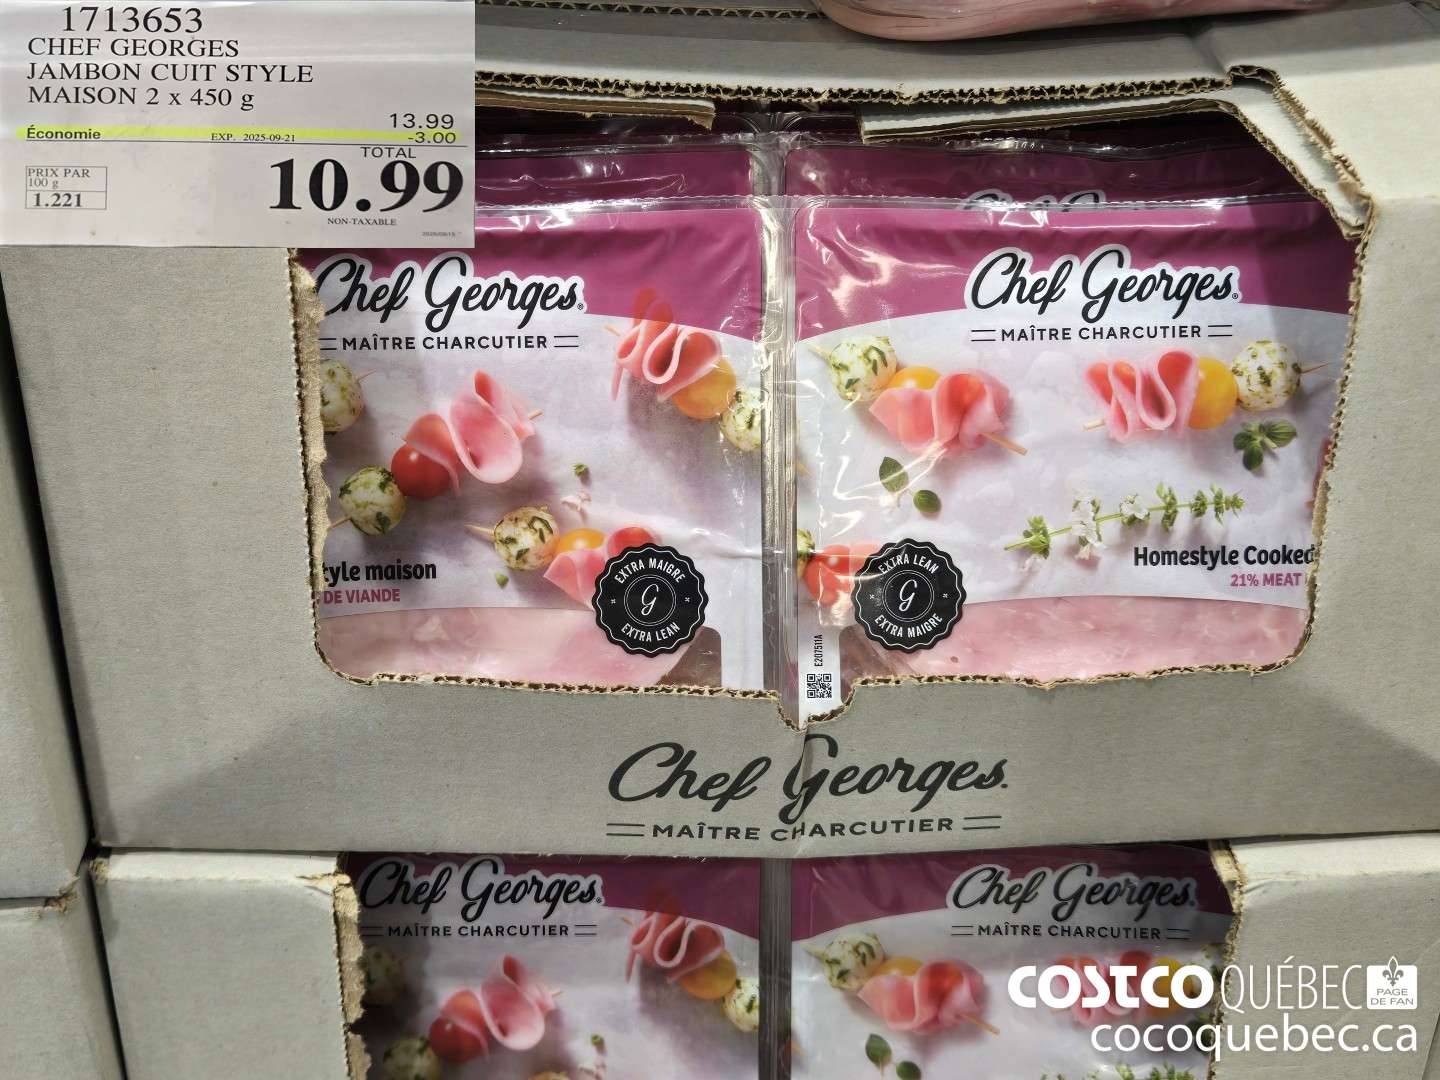 1713653
CHEF GEORGES
JAMBON CUIT STYLE
MAISON 2 x 450 g
13.99
Économie EXP. 2025-09-21 -3.00
TOTAL
PRIX PAR
100 g
1.221
10.99
NON-TAXABLE
Chef Georges®
MAÎTRE CHARCUTIER
tyle maison
DE VIANDE
EXTRA MAIGRE
G
EXTRA LEAN
Chef Georges®
MAÎTRE CHARCUTIER
Homestyle Cooked
21% MEAT
EXTRA LEAN
G
EXTRA MAIGRE
E207511A
Chef Georges.
MAÎTRE CHARCUTIER
Chef Georges®
MAÎTRE CHARCUTIER
Chef Georges®
MAÎTRE CHARCUTIER
COSTCO QUÉBEC PAGE DE FAN
cocoquebec.ca